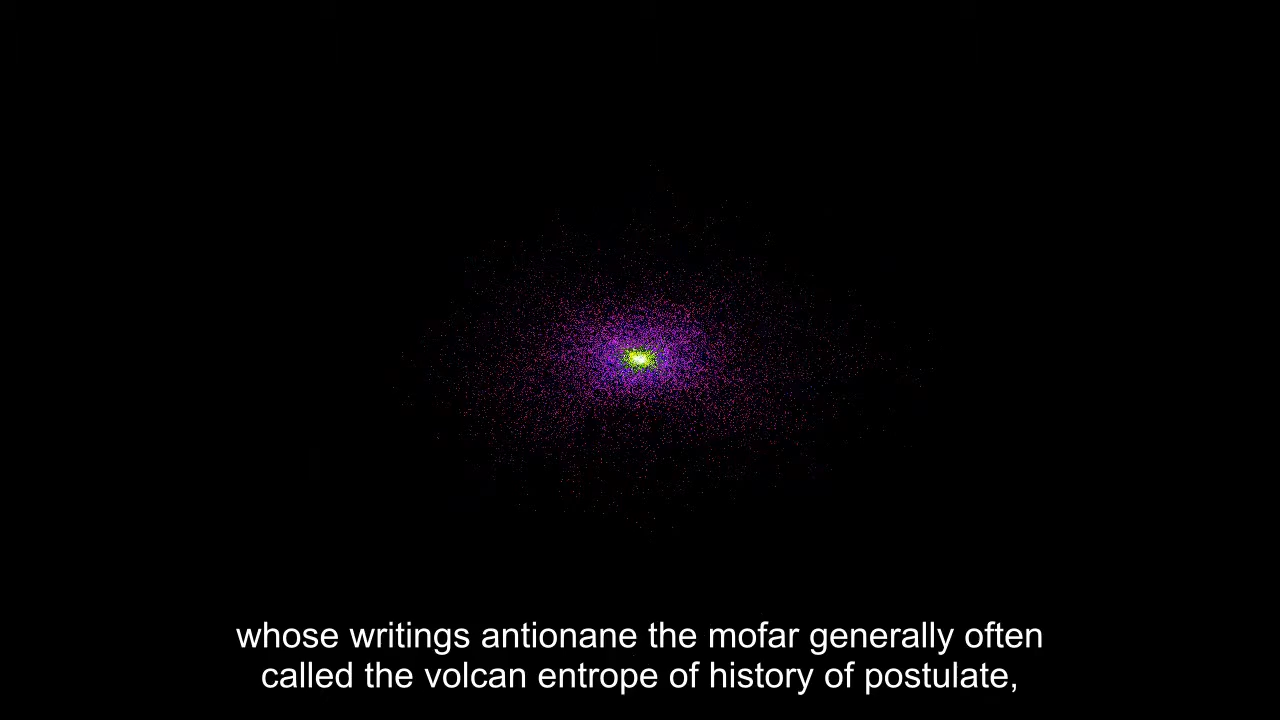 whose writings antionane the mofar generally often
called the volcan entrope of history of postulate,